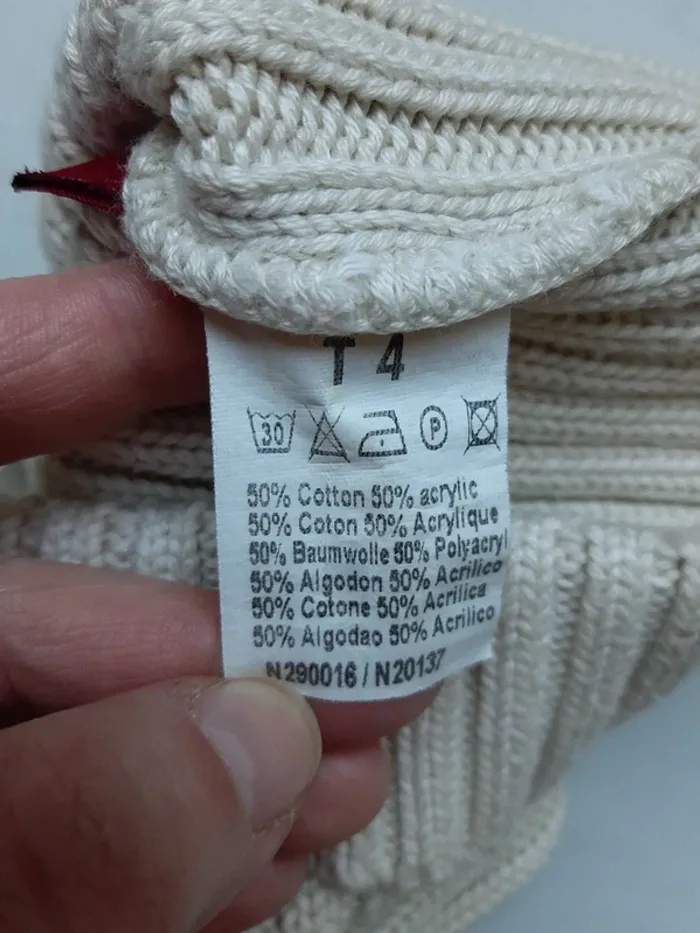 T 4
30 P
50% Cotton 50% acrylic
50% Coton 50% Acrylique
50% Baumwolle 50% Polyacryl
50% Algodon 50% Acrilico
50% Cotone 50% Acrilica
50% Algodao 50% Acrilico
N290016 / N20137